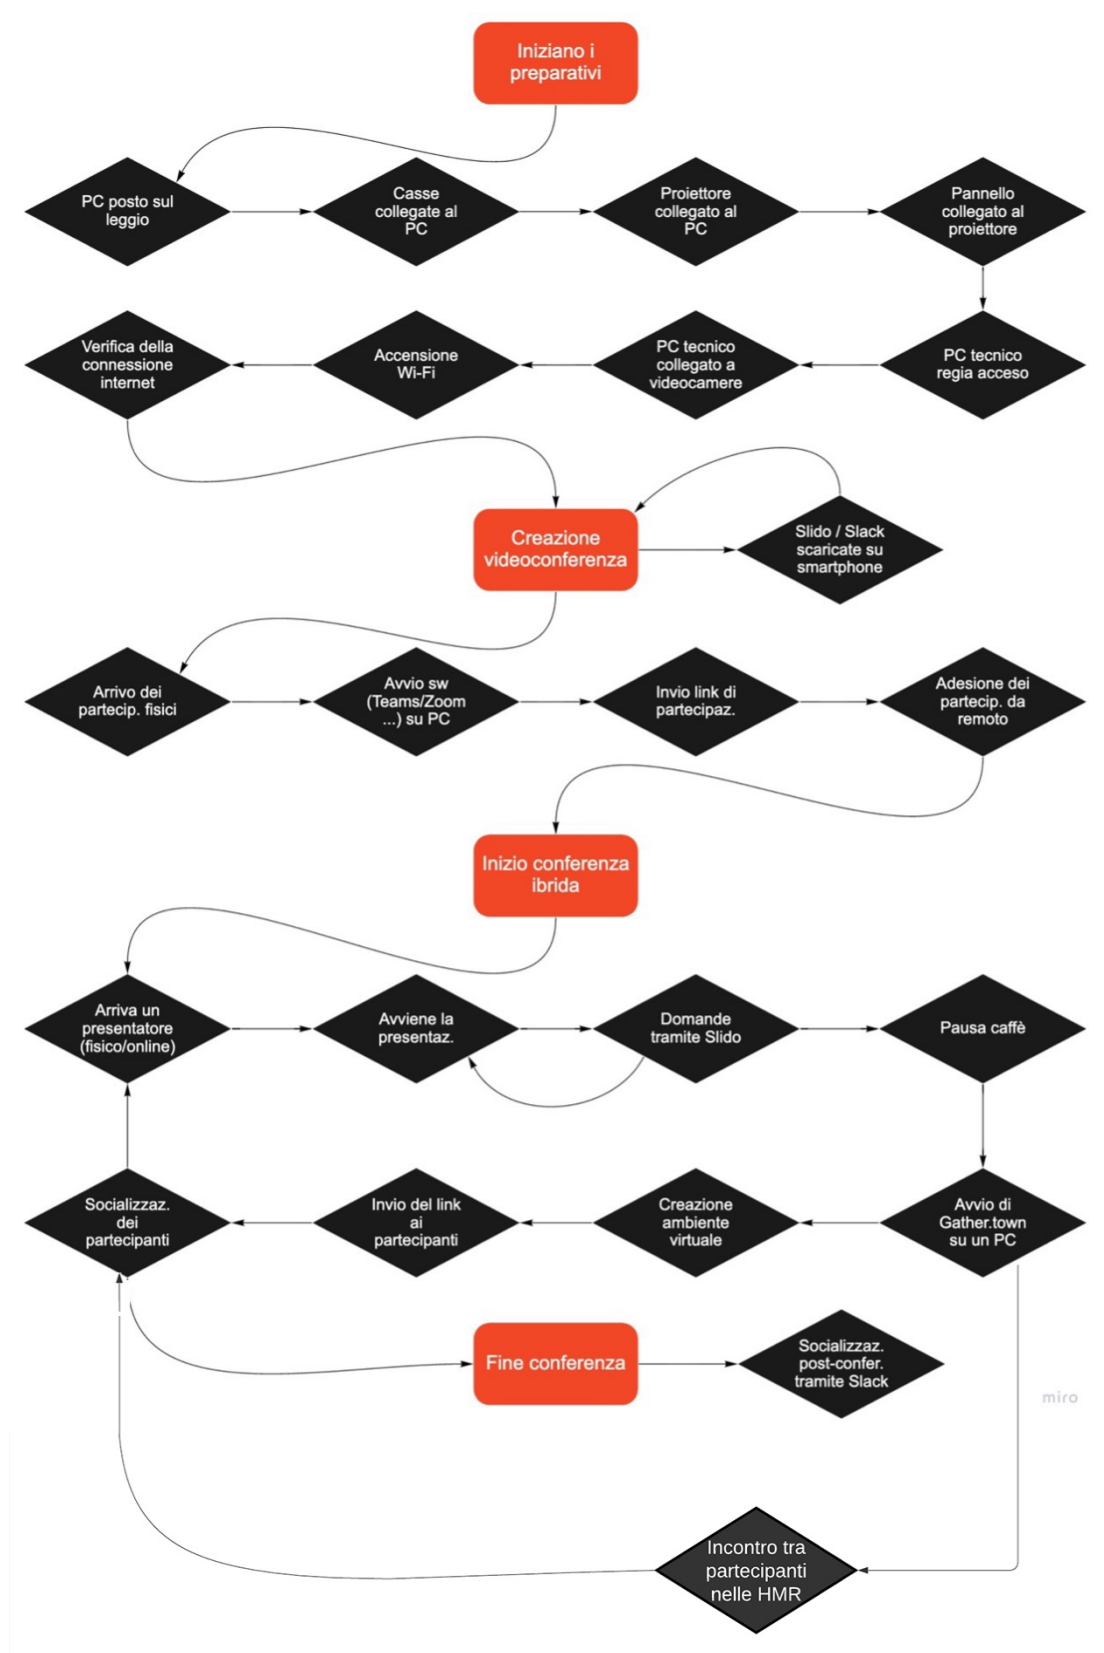 Iniziano i
preparativi
PC posto sul
leggio
Casse
collegate al
PC
Proiettore
collegato al
PC
Pannello
collegato al
proiettore
Verifica della
connessione
internet
Accensione
Wi-Fi
PC tecnico
collegato a
videocamere
PC tecnico
regia acceso
Creazione
videoconferenza
Slido / Slack
scaricate su
smartphone
Arrivo dei
partecip. fisici
Avvio sw
(Teams/Zoom
...) su PC
Invio link di
partecipaz.
Adesione dei
partecip. da
remoto
Inizio conferenza
ibrida
Arriva un
presentatore
(fisico/online)
Avviene la
presentaz.
Domande
tramite Slido
Pausa caffè
Socializzaz.
dei
partecipanti
Invio del link
ai
partecipanti
Creazione
ambiente
virtuale
Avvio di
Gather.town
su un PC
Fine conferenza
Socializzaz.
post-confer.
tramite Slack
miro
Incontro tra
partecipanti
nelle HMR